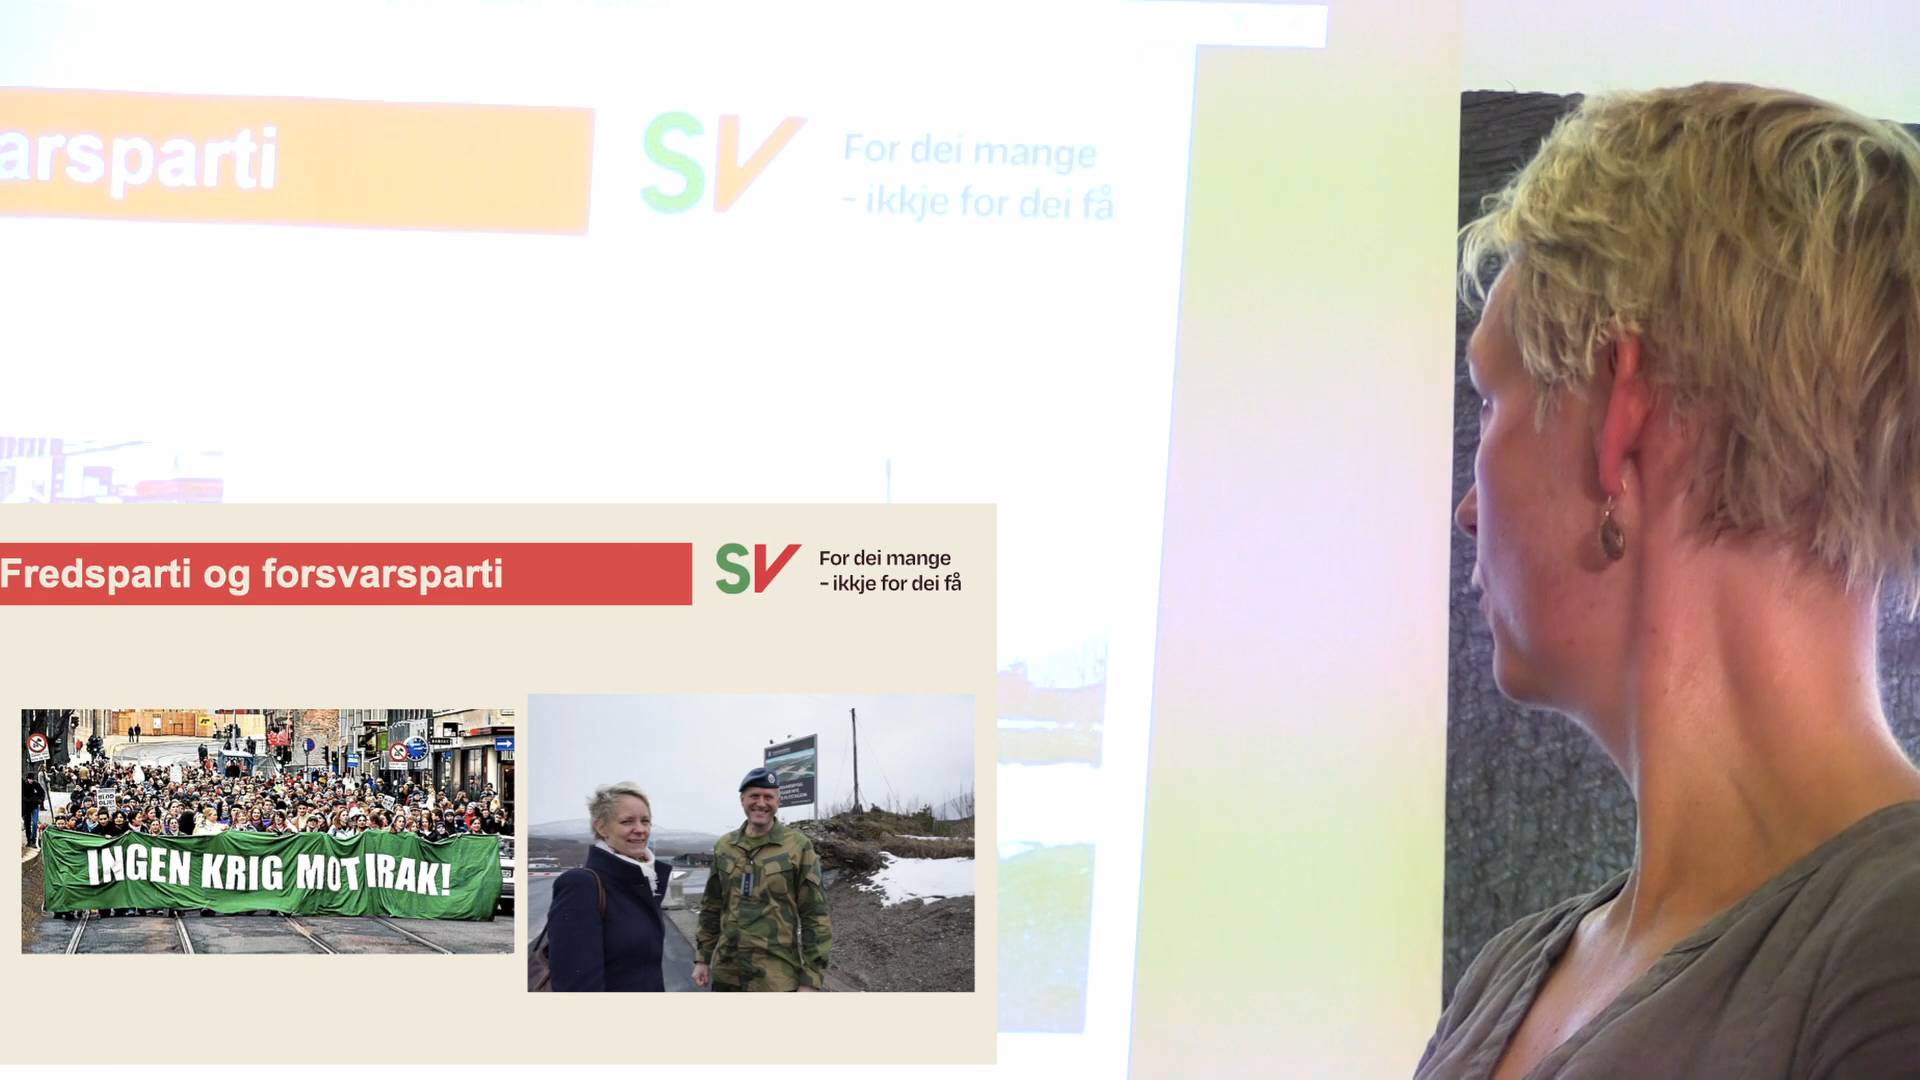 arsparti
SV
For dei mange
- ikkje for dei få
Fredsparti og forsvarsparti
SV
For dei mange
- ikkje for dei få
INGEN KRIG MOT IRAK!